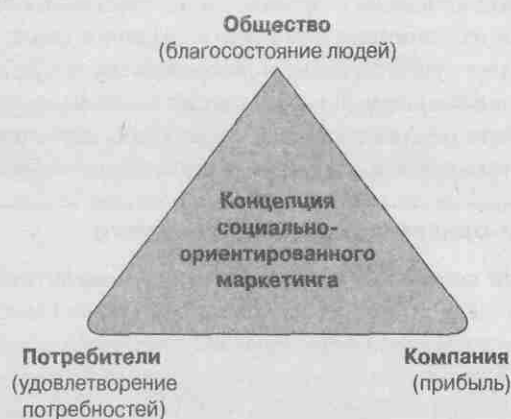 Общество
(благосостояние людей)
Концепция
социально-
ориентированного
маркетинга
Потребители
(удовлетворение
потребностей)
Компания
(прибыль)